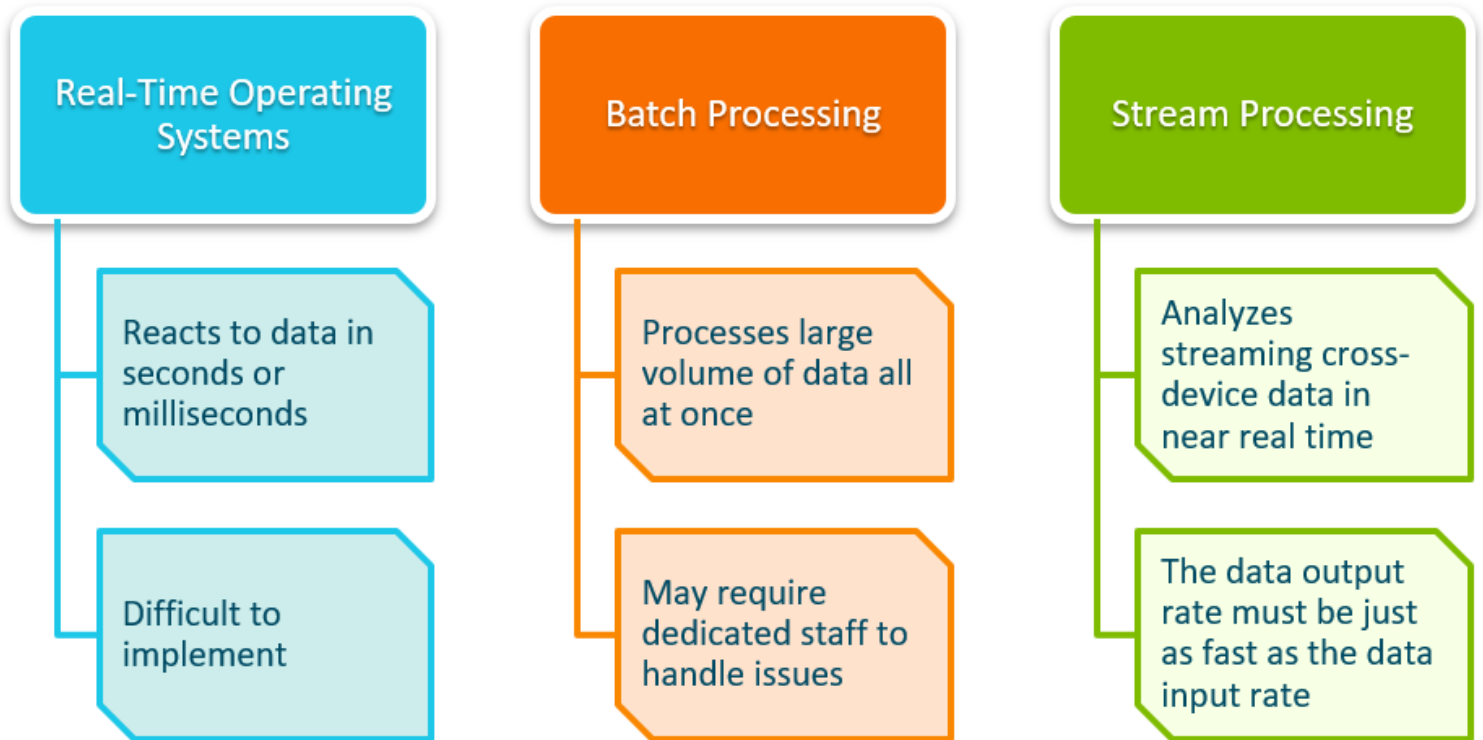 Real-Time Operating
Systems
Reacts to data in
seconds or
milliseconds
Difficult to
implement
Batch Processing
Processes large
volume of data all
at once
May require
dedicated staff to
handle issues
Stream Processing
Analyzes
streaming cross-
device data in
near real time
The data output
rate must be just
as fast as the data
input rate